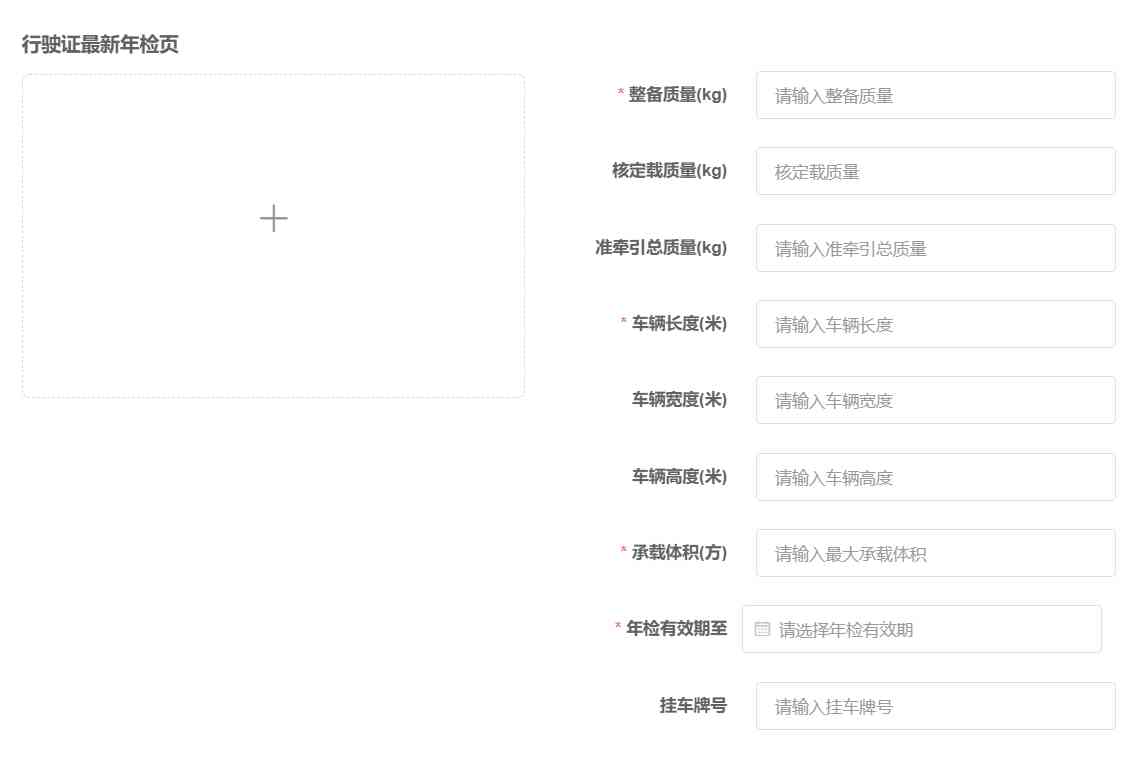 行驶证最新年检页
* 整备质量(kg) 请输入整备质量
核定载质量(kg) 核定载质量
准牵引总质量(kg) 请输入准牵引总质量
* 车辆长度(米) 请输入车辆长度
车辆宽度(米) 请输入车辆宽度
车辆高度(米) 请输入车辆高度
* 承载体积(方) 请输入最大承载体积
* 年检有效期至 请选择年检有效期
挂车牌号 请输入挂车牌号